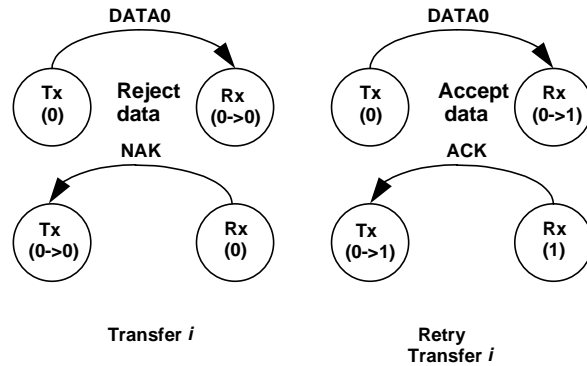 DATA0
Tx
(0)
Reject
data
Rx
(0->0)
NAK
Tx
(0->0)
Rx
(0)
Transfer i
DATA0
Tx
(0)
Accept
data
Rx
(0->1)
ACK
Tx
(0->1)
Rx
(1)
Retry
Transfer i